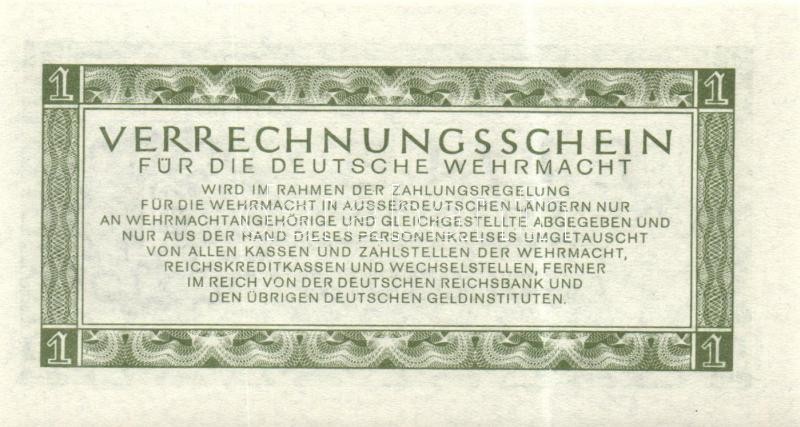 1 1
VERRECHNUNGSSCHEIN
FÜR DIE DEUTSCHE WEHRMACHT
WIRD IM RAHMEN DER ZAHLUNGSREGELUNG
FÜR DIE WEHRMACHT IN AUSSERDEUTSCHEN LÄNDERN NUR
AN WEHRMACHTANGEHÖRIGE UND GLEICHGESTELLTE ABGEGEBEN UND
NUR AUS DER HAND DIESES PERSONENKREISES UMGETAUSCHT
VON ALLEN KASSEN UND ZAHLSTELLEN DER WEHRMACHT,
REICHSKREDITKASSEN UND WECHSELSTELLEN, FERNER
IM REICH VON DER DEUTSCHEN REICHSBANK UND
DEN ÜBRIGEN DEUTSCHEN GELDINSTITUTEN.
1 1